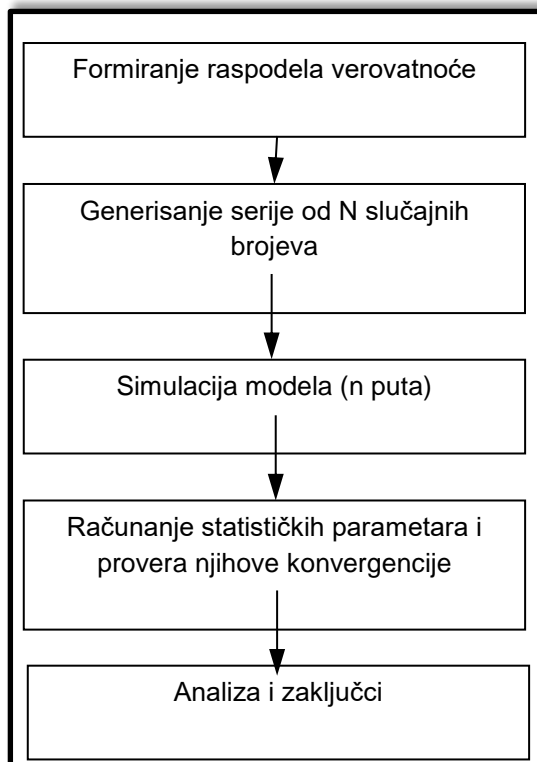 Formiranje raspodela verovatnoće
Generisanje serije od N slučajnih
brojeva
Simulacija modela (n puta)
Računanje statističkih parametara i
provera njihove konvergencije
Analiza i zaključci